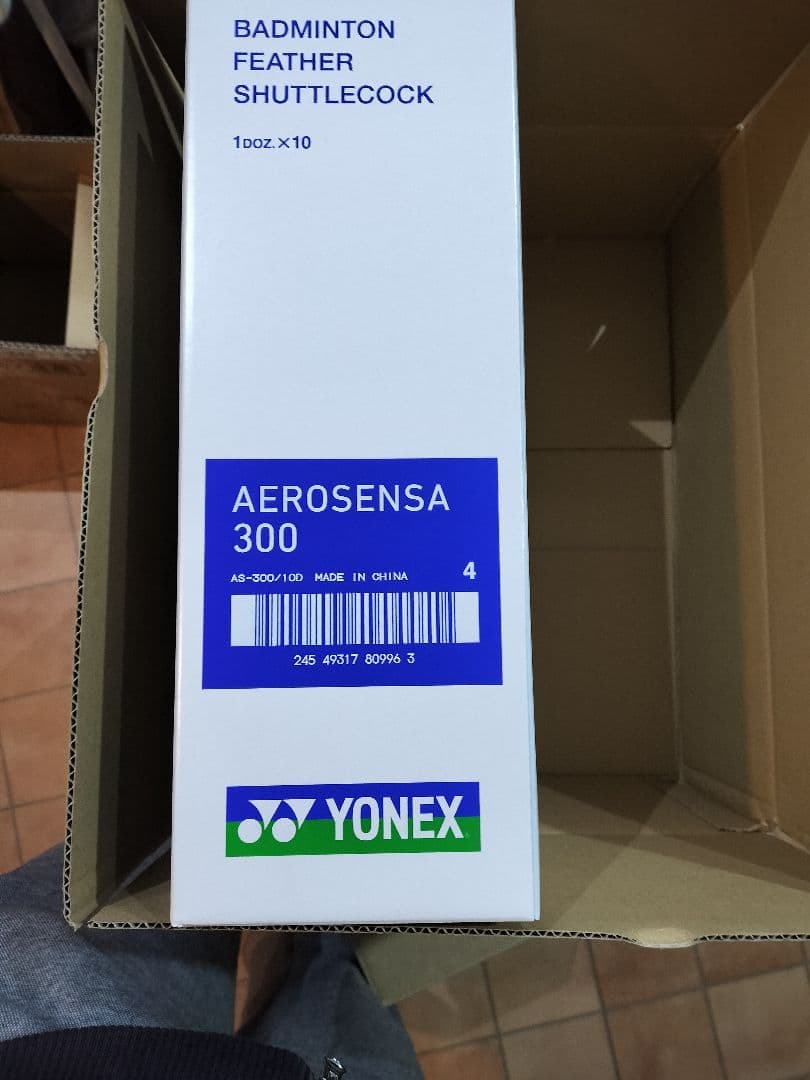 BADMINTON
FEATHER
SHUTTLECOCK
1DOZ.×10
AEROSENSA
300
AS-300/10D MADE IN CHINA 4
245 49317 80996 3
YONEX